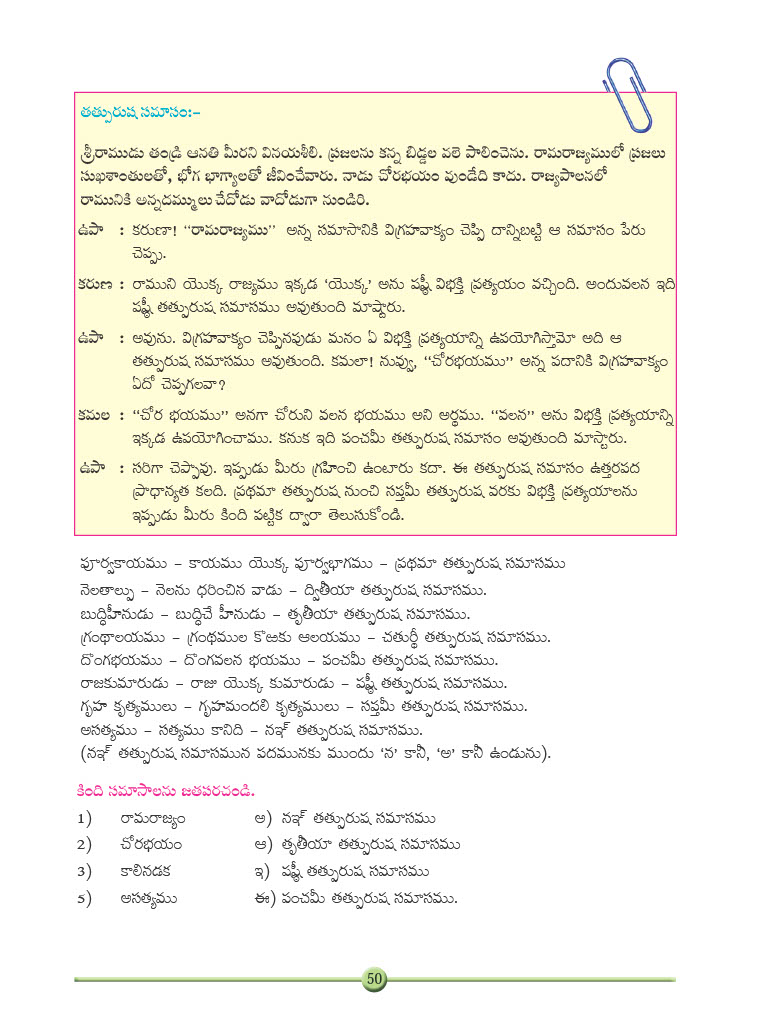 తత్పురుష సమాసం:–
శ్రీరాముడు తండ్రి ఆనతి మీరని వినయశీలి. ప్రజలను కన్న బిడ్డల వలె పాలించెను. రామరాజ్యములో ప్రజలు
సుఖశాంతులతో, భోగ భాగ్యాలతో జీవించేవారు. నాడు చోరభయం వుండేది కాదు. రాజ్యపాలనలో
రామునికి అన్నదమ్ములు చేదోడు వాదోడుగా నుండిరి.
ఉపా : కరుణా! “రామరాజ్యము” అన్న సమాసానికి విగ్రహవాక్యం చెప్పి దాన్నిబట్టి ఆ సమాసం పేరు
చెప్పు.
కరుణ : రాముని యొక్క రాజ్యము ఇక్కడ ‘యొక్క’ అను షష్ఠీ విభక్తి ప్రత్యయం వచ్చింది. అందువలన ఇది
షష్ఠీ తత్పురుష సమాసము అవుతుంది మాష్టారు.
ఉపా : అవును. విగ్రహవాక్యం చెప్పినపుడు మనం ఏ విభక్తి ప్రత్యయాన్ని ఉపయోగిస్తామో అది ఆ
తత్పురుష సమాసము అవుతుంది. కమలా! నువ్వు, “చోరభయము” అన్న పదానికి విగ్రహవాక్యం
ఏదో చెప్పగలవా?
కమల : “చోర భయము” అనగా చోరుని వలన భయము అని అర్థము. “వలన” అను విభక్తి ప్రత్యయాన్ని
ఇక్కడ ఉపయోగించాము. కనుక ఇది పంచమీ తత్పురుష సమాసం అవుతుంది మాస్టారు.
ఉపా : సరిగా చెప్పావు. ఇప్పుడు మీరు గ్రహించి ఉంటారు కదా. ఈ తత్పురుష సమాసం ఉత్తరపద
ప్రాధాన్యత కలది. ప్రథమా తత్పురుష నుంచి సప్తమీ తత్పురుష వరకు విభక్తి ప్రత్యయాలను
ఇప్పుడు మీరు కింది పట్టిక ద్వారా తెలుసుకోండి.
పూర్వకాయము – కాయము యొక్క పూర్వభాగము – ప్రథమా తత్పురుష సమాసము
నెలతాల్పు – నెలను ధరించిన వాడు – ద్వితీయా తత్పురుష సమాసము.
బుద్ధిహీనుడు – బుద్ధిచే హీనుడు – తృతీయా తత్పురుష సమాసము.
గ్రంథాలయము – గ్రంథముల కొఱకు ఆలయము – చతుర్థీ తత్పురుష సమాసము.
దొంగభయము – దొంగవలన భయము – పంచమీ తత్పురుష సమాసము.
రాజకుమారుడు – రాజు యొక్క కుమారుడు – షష్ఠీ తత్పురుష సమాసము.
గృహ కృత్యములు – గృహమందలి కృత్యములు – సప్తమీ తత్పురుష సమాసము.
అసత్యము – సత్యము కానిది – నఞ్ తత్పురుష సమాసము.
(నఞ్ తత్పురుష సమాసమున పదమునకు ముందు ‘న’ కానీ, ‘అ’ కానీ ఉండును).
కింది సమాసాలను జతపరచండి.
1) రామరాజ్యం అ) నఞ్ తత్పురుష సమాసము
2) చోరభయం ఆ) తృతీయా తత్పురుష సమాసము
3) కాలినడక ఇ) షష్ఠీ తత్పురుష సమాసము
5) అసత్యము ఈ) పంచమీ తత్పురుష సమాసము.
50